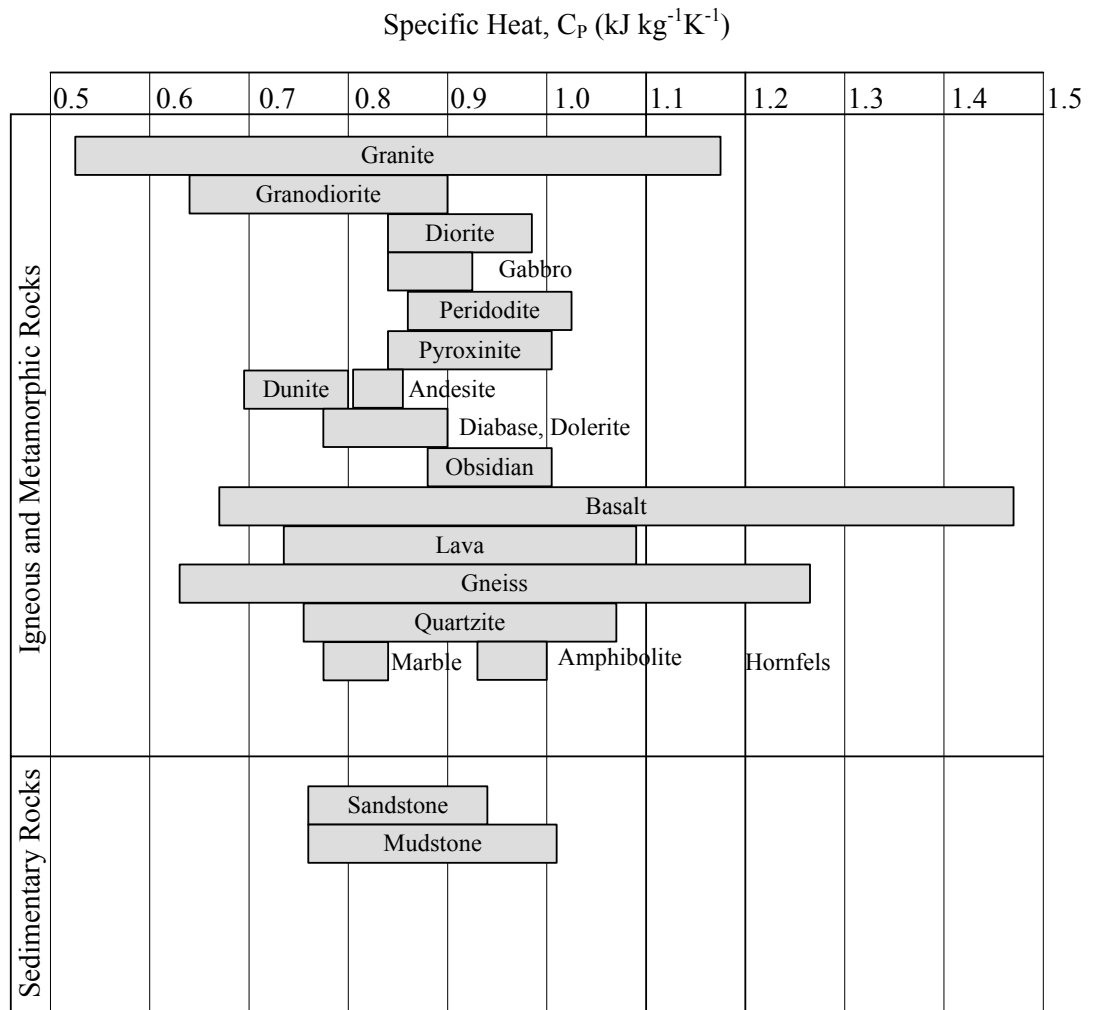 Specific Heat, C_P (kJ kg⁻¹K⁻¹)
0.5 0.6 0.7 0.8 0.9 1.0 1.1 1.2 1.3 1.4 1.5
Igneous and Metamorphic Rocks
Granite
Granodiorite
Diorite
Gabbro
Peridodite
Pyroxinite
Dunite Andesite
Diabase, Dolerite
Obsidian
Basalt
Lava
Gneiss
Quartzite
Marble Amphibolite Hornfels
Sedimentary Rocks
Sandstone
Mudstone